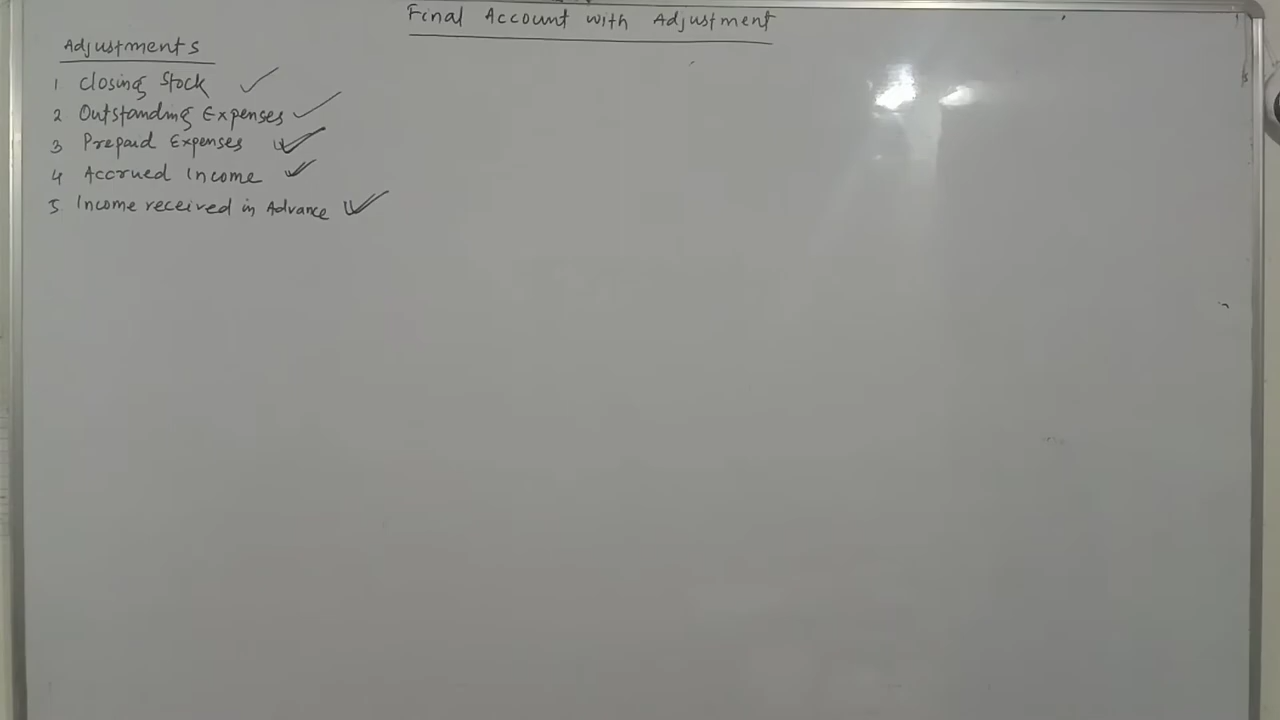 Final Account with Adjustment
Adjustments
1 Closing Stock ✓
2 Outstanding Expenses ✓
3 Prepaid Expenses ✓
4 Accrued Income ✓
5. Income received in Advance ✓